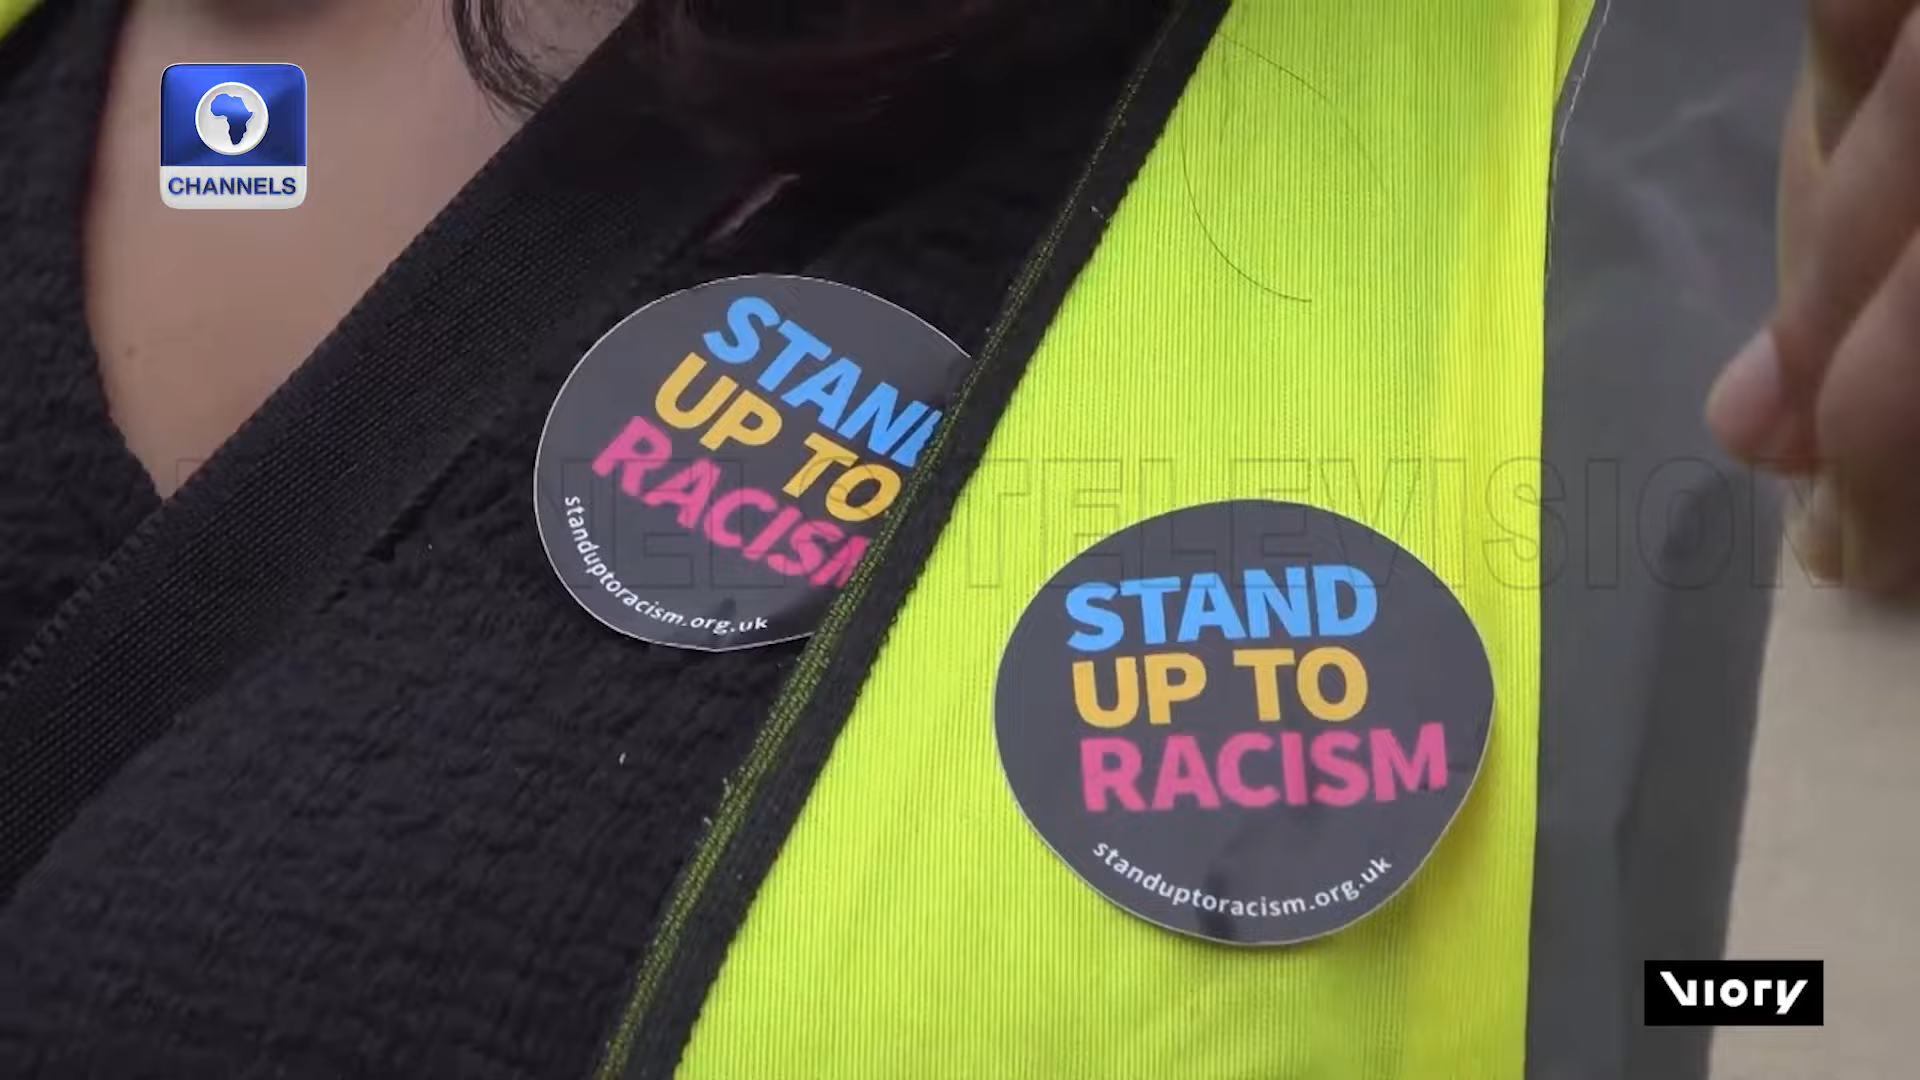 CHANNELS
STAND
UP TO
RACISM
standuptoracism.org.uk
TELEVISION
STAND
UP TO
RACISM
standuptoracism.org.uk
VIORY